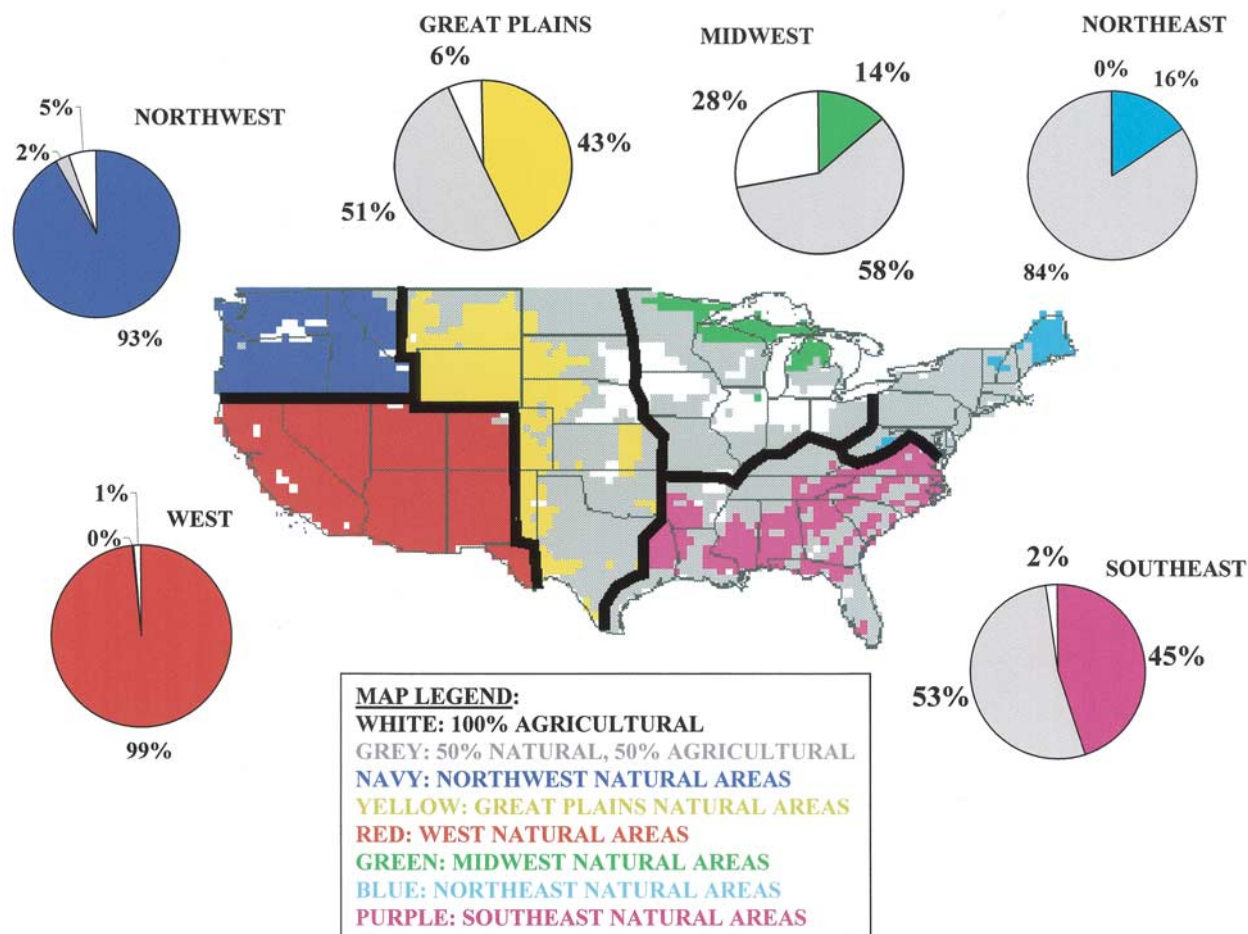 GREAT PLAINS
6%
43%
51%
MIDWEST
14%
28%
58%
NORTHEAST
0%
16%
84%
NORTHWEST
5%
2%
93%
WEST
1%
0%
99%
SOUTHEAST
2%
45%
53%
MAP LEGEND:
WHITE: 100% AGRICULTURAL
GREY: 50% NATURAL, 50% AGRICULTURAL
NAVY: NORTHWEST NATURAL AREAS
YELLOW: GREAT PLAINS NATURAL AREAS
RED: WEST NATURAL AREAS
GREEN: MIDWEST NATURAL AREAS
BLUE: NORTHEAST NATURAL AREAS
PURPLE: SOUTHEAST NATURAL AREAS